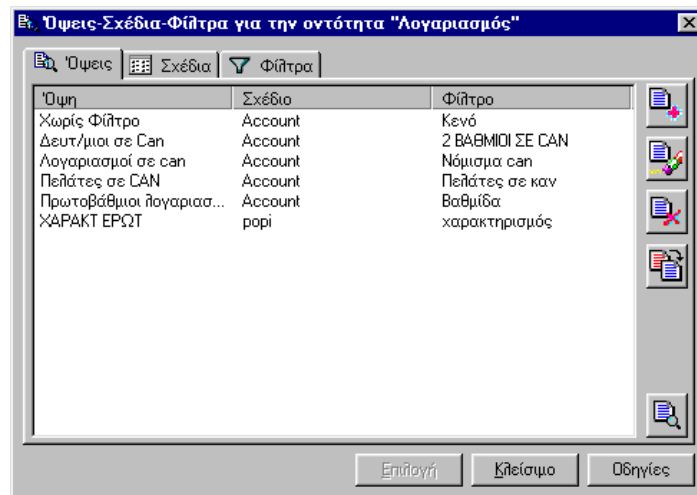 Όψεις-Σχέδια-Φίλτρα για την οντότητα "Λογαριασμός"
Όψεις Σχέδια Φίλτρα
Όψη Σχέδιο Φίλτρο
Χωρίς Φίλτρο Account Κενό
Δευτ/μιοι σε Can Account 2 ΒΑΘΜΙΟΙ ΣΕ CAN
Λογαριασμοί σε can Account Νόμισμα can
Πελάτες σε CAN Account Πελάτες σε καν
Πρωτοβάθμιοι λογαριασ... Account Βαθμίδα
ΧΑΡΑΚΤ ΕΡΩΤ popi χαρακτηρισμός
Επιλογή Κλείσιμο Οδηγίες